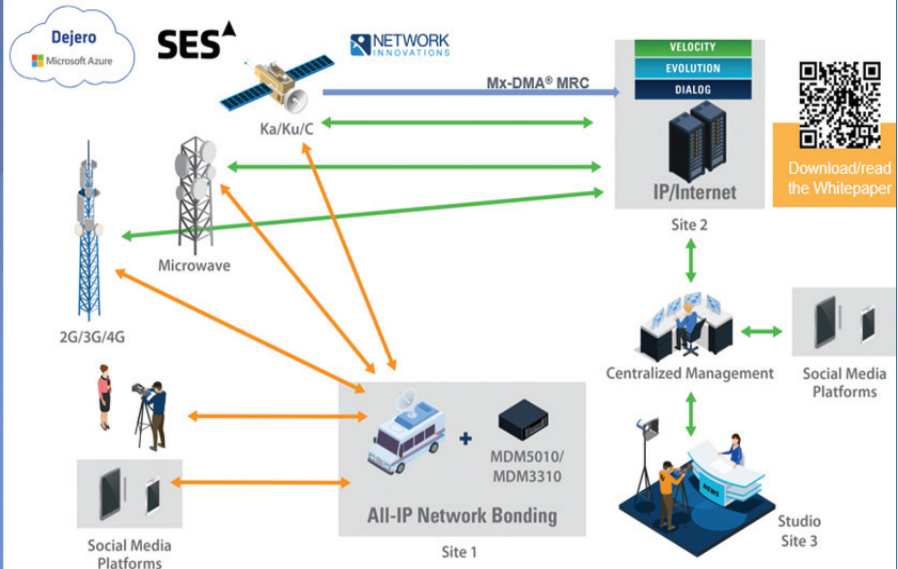 Dejero
Microsoft Azure
SES
NETWORK
INNOVATIONS
VELOCITY
EVOLUTION
DIALOG
Mx-DMA® MRC
Ka/Ku/C
IP/Internet
Site 2
Download/read
the Whitepaper
Microwave
2G/3G/4G
Centralized Management
Social Media
Platforms
MDM5010/
MDM3310
All-IP Network Bonding
Site 1
Social Media
Platforms
NEWS
Studio
Site 3